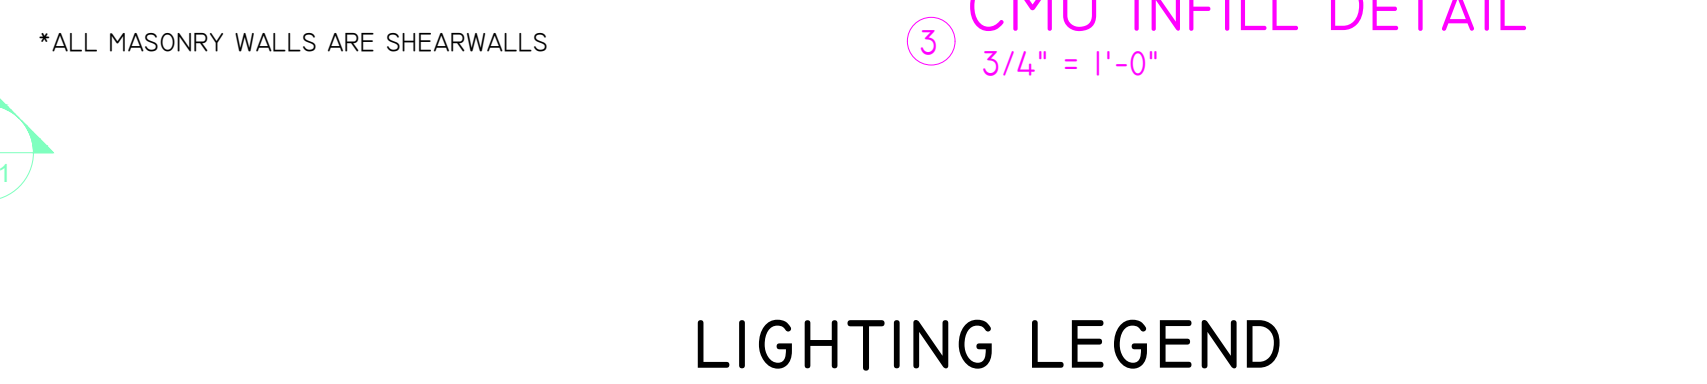 CMU INFILL DETAIL
*ALL MASONRY WALLS ARE SHEARWALLS
3
3/4" = 1'-0"
1
LIGHTING LEGEND